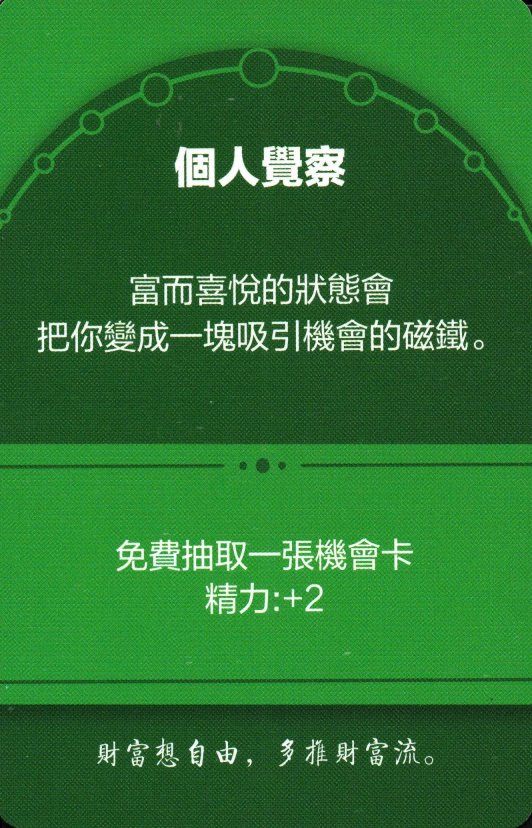 個人覺察
富而喜悅的狀態會
把你變成一塊吸引機會的磁鐵。
免費抽取一張機會卡
精力:+2
財富想自由，多推財富流。